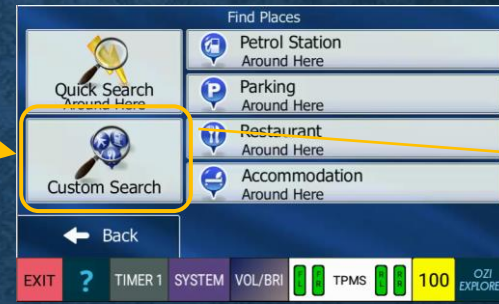 Find Places
Quick Search
Around Here
Custom Search
Petrol Station
Around Here
Parking
Around Here
Restaurant
Around Here
Accommodation
Around Here
Back
EXIT ? TIMER 1 SYSTEM VOL/BRI F L F R TPMS R L R R 100 OZI
EXPLORE